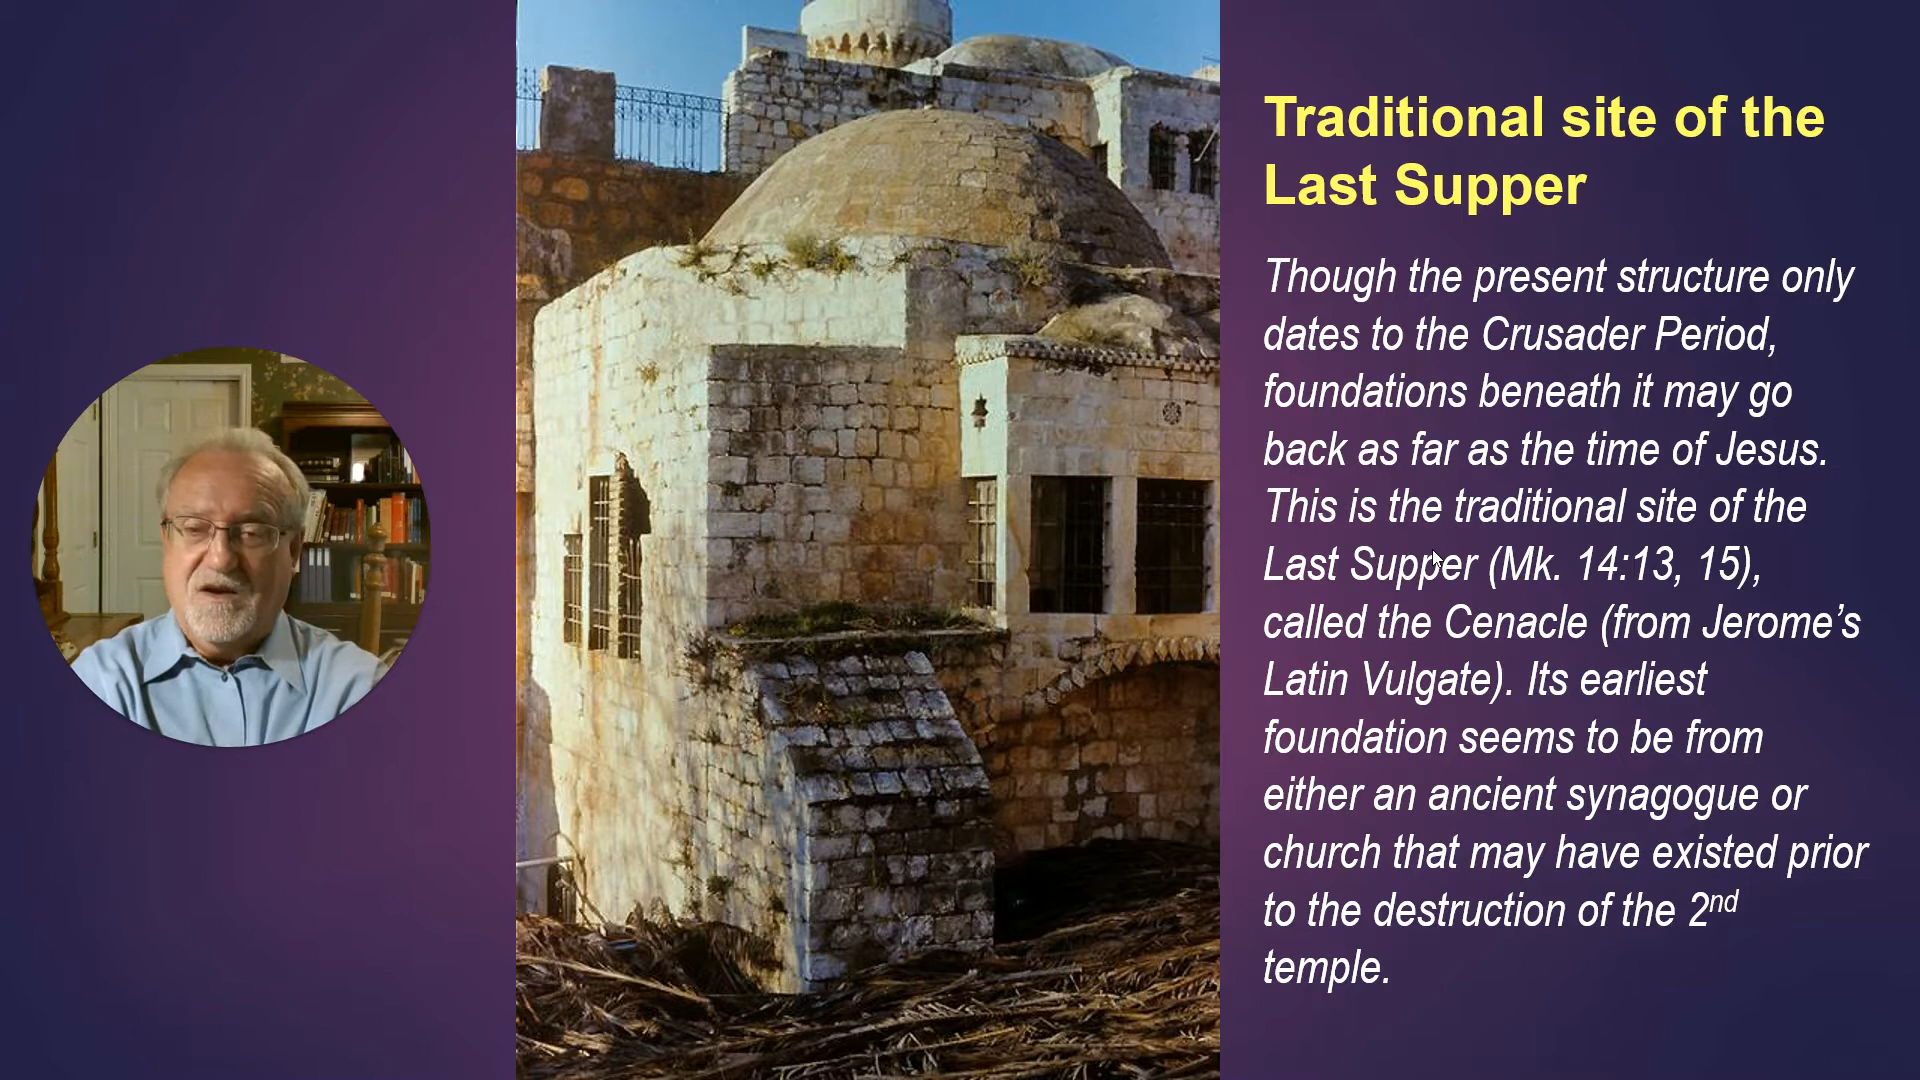 Traditional site of the
Last Supper
Though the present structure only
dates to the Crusader Period,
foundations beneath it may go
back as far as the time of Jesus.
This is the traditional site of the
Last Supper (Mk. 14:13, 15),
called the Cenacle (from Jerome’s
Latin Vulgate). Its earliest
foundation seems to be from
either an ancient synagogue or
church that may have existed prior
to the destruction of the 2nd
temple.